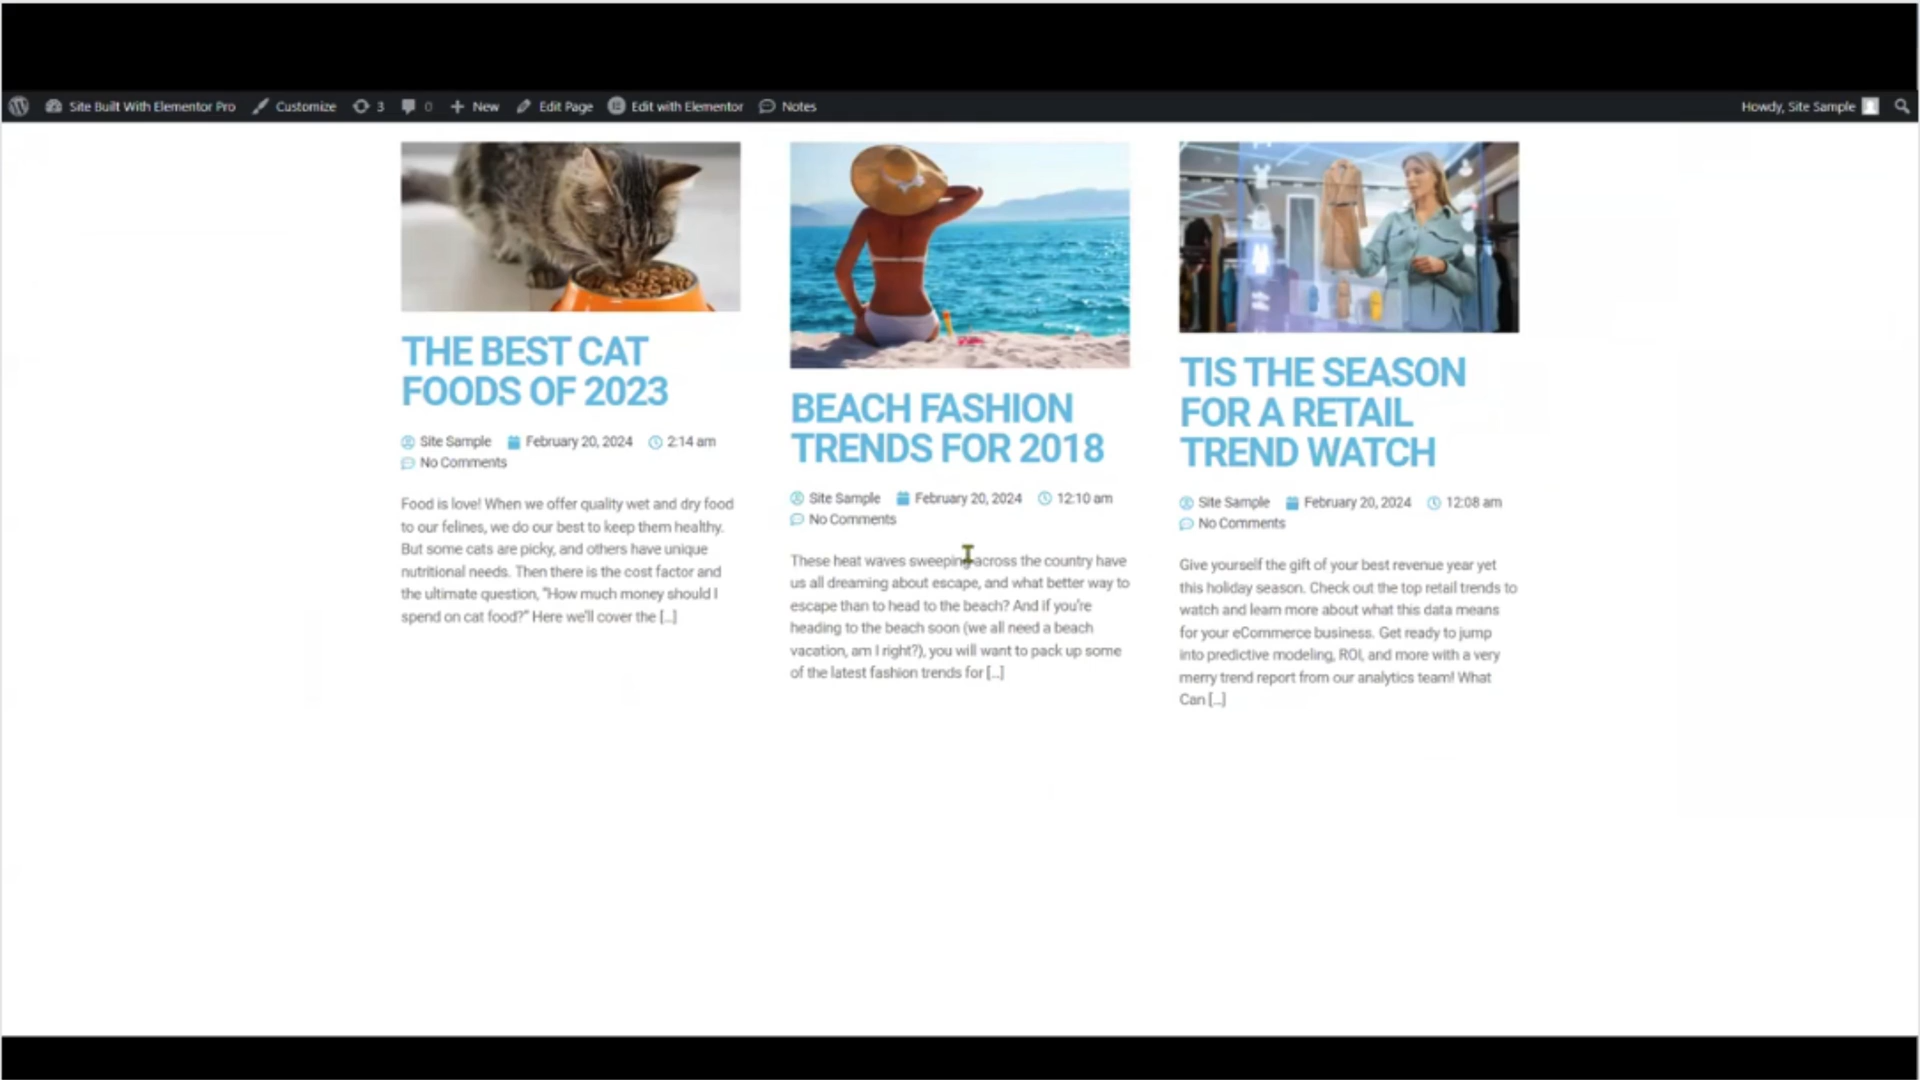 Site Built With Elementor Pro Customize 3 0 New Edit Page Edit with Elementor Notes Howdy, Site Sample
THE BEST CAT
FOODS OF 2023
Site Sample February 20, 2024 2:14 am
No Comments
Food is love! When we offer quality wet and dry food
to our felines, we do our best to keep them healthy.
But some cats are picky, and others have unique
nutritional needs. Then there is the cost factor and
the ultimate question, "How much money should I
spend on cat food?" Here we'll cover the [...]
BEACH FASHION
TRENDS FOR 2018
Site Sample February 20, 2024 12:10 am
No Comments
These heat waves sweeping across the country have
us all dreaming about escape, and what better way to
escape than to head to the beach? And if you're
heading to the beach soon (we all need a beach
vacation, am I right?), you will want to pack up some
of the latest fashion trends for [...]
TIS THE SEASON
FOR A RETAIL
TREND WATCH
Site Sample February 20, 2024 12:08 am
No Comments
Give yourself the gift of your best revenue year yet
this holiday season. Check out the top retail trends to
watch and learn more about what this data means
for your eCommerce business. Get ready to jump
into predictive modeling, ROI, and more with a very
merry trend report from our analytics team! What
Can [...]